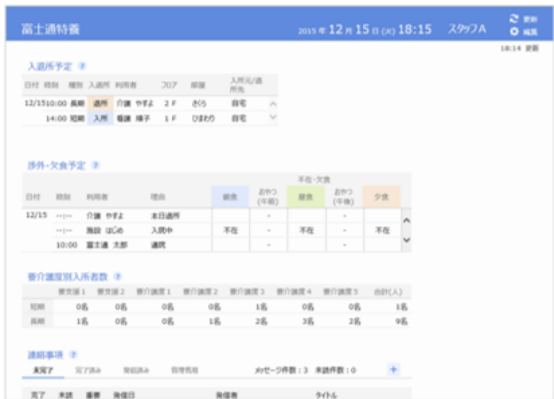 富士通特養 2015年 12月 15日 (火) 18:15 スタッフA 更新 編集
18:14 更新
入退所予定 ?
日付 時刻 種別 入退所 利用者 フロア 部屋 入所元/退所先
12/15 10:00 長期 退所 介護 やすよ 2F さくら 自宅
14:00 短期 入所 看護 順子 1F ひまわり 自宅
渉外・欠食予定 ?
不在・欠食
日付 時刻 利用者 理由 朝食 おやつ(午前) 昼食 おやつ(午後) 夕食
12/15 --:-- 介護 やすよ 本日退所 - -
--:-- 施設 はじめ 入院中 不在 - 不在 - 不在
10:00 富士通 太郎 通院 - -
要介護度別入所者数 ?
要支援1 要支援2 要介護度1 要介護度2 要介護度3 要介護度4 要介護度5 合計(人)
短期 0名 0名 0名 0名 1名 0名 0名 1名
長期 1名 0名 0名 1名 2名 3名 2名 9名
連絡事項 ?
未完了 完了済み 発信済み 管理者用 メッセージ件数:3 未読件数:0 +
完了 未読 重要 発信日 発信者 タイトル